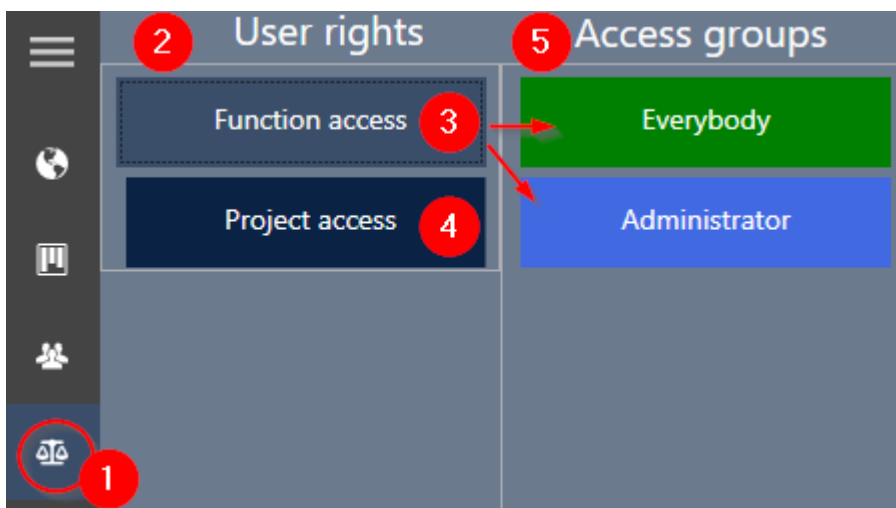 2 User rights
5 Access groups
Function access 3
Everybody
Project access 4
Administrator
1